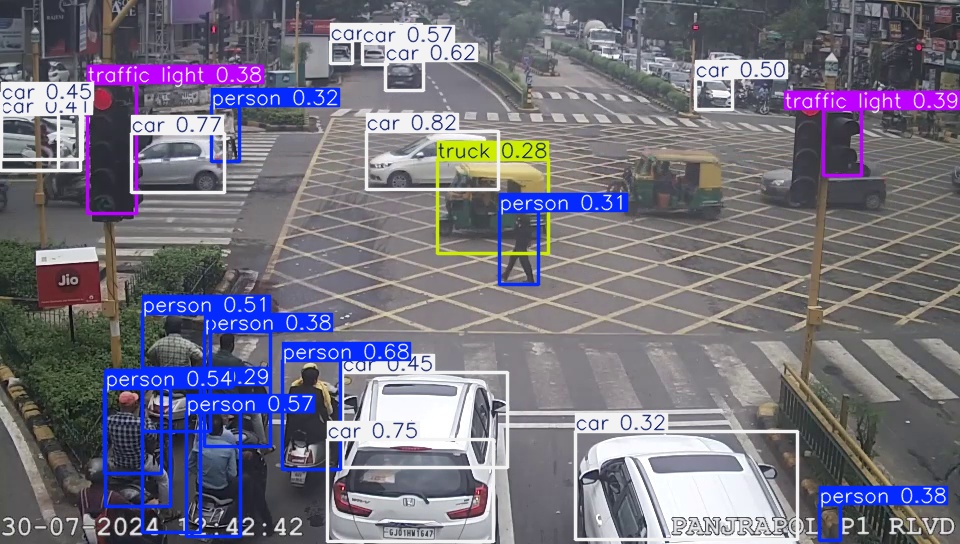 car car 0.57
car 0.62
car 0.50
traffic light 0.38
car 0.45
car 0.41
person 0.32
traffic light 0.39
car 0.77
car 0.82
truck 0.28
person 0.31
Jio
person 0.51
person 0.38
person 0.68
car 0.45
person 0.54
0.29
person 0.57
car 0.75
car 0.32
person 0.38
30-07-2024 12:42:42
PANJRAPOL P1 RLVD